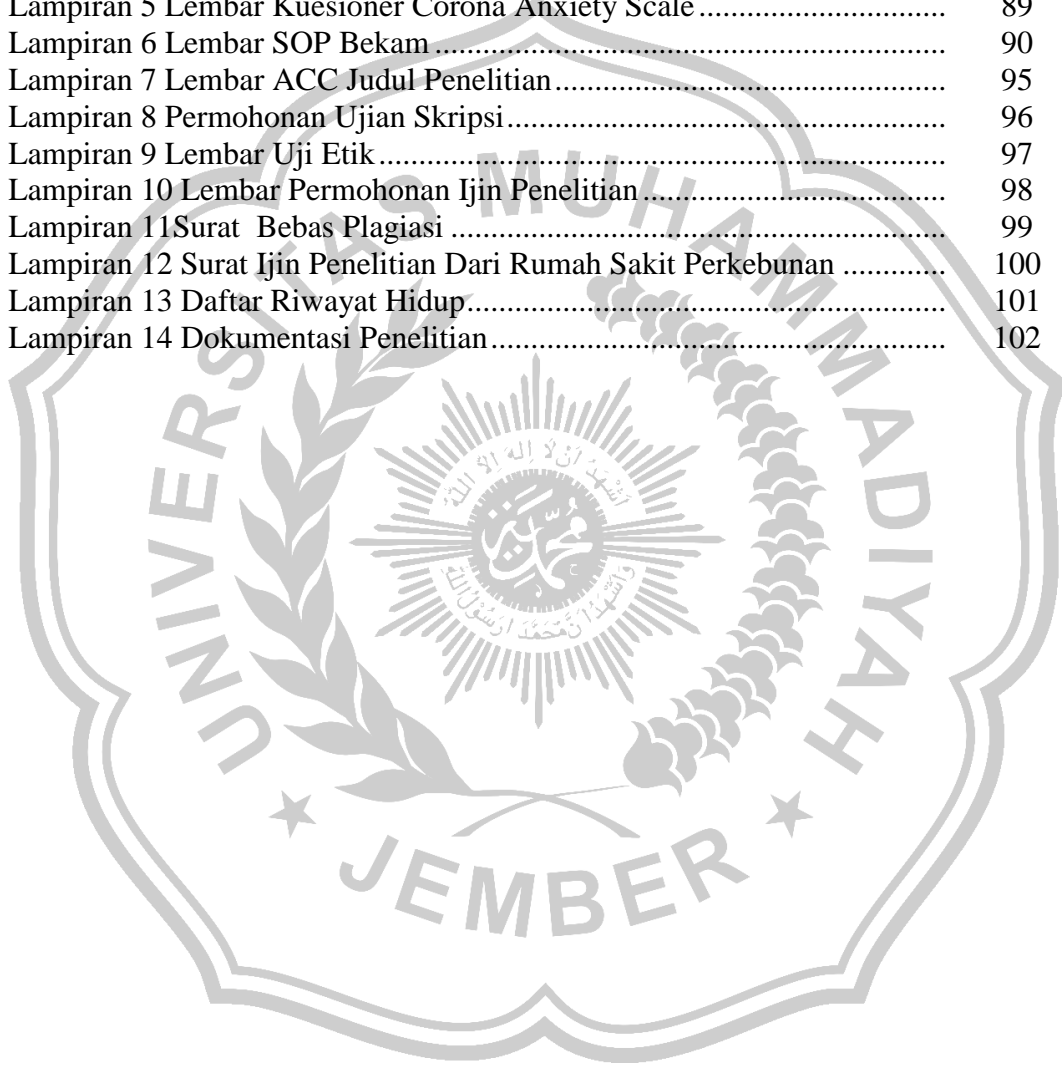 Lampiran 5 Lembar Kuesioner Corona Anxiety Scale ............................. 89
Lampiran 6 Lembar SOP Bekam ............................................................. 90
Lampiran 7 Lembar ACC Judul Penelitian ............................................... 95
Lampiran 8 Permohonan Ujian Skripsi ..................................................... 96
Lampiran 9 Lembar Uji Etik .................................................................... 97
Lampiran 10 Lembar Permohonan Ijin Penelitian .................................... 98
Lampiran 11Surat  Bebas Plagiasi ........................................................... 99
Lampiran 12 Surat Ijin Penelitian Dari Rumah Sakit Perkebunan ............. 100
Lampiran 13 Daftar Riwayat Hidup ......................................................... 101
Lampiran 14 Dokumentasi Penelitian ...................................................... 102
UNIVERSITAS MUHAMMADIYAH
JEMBER